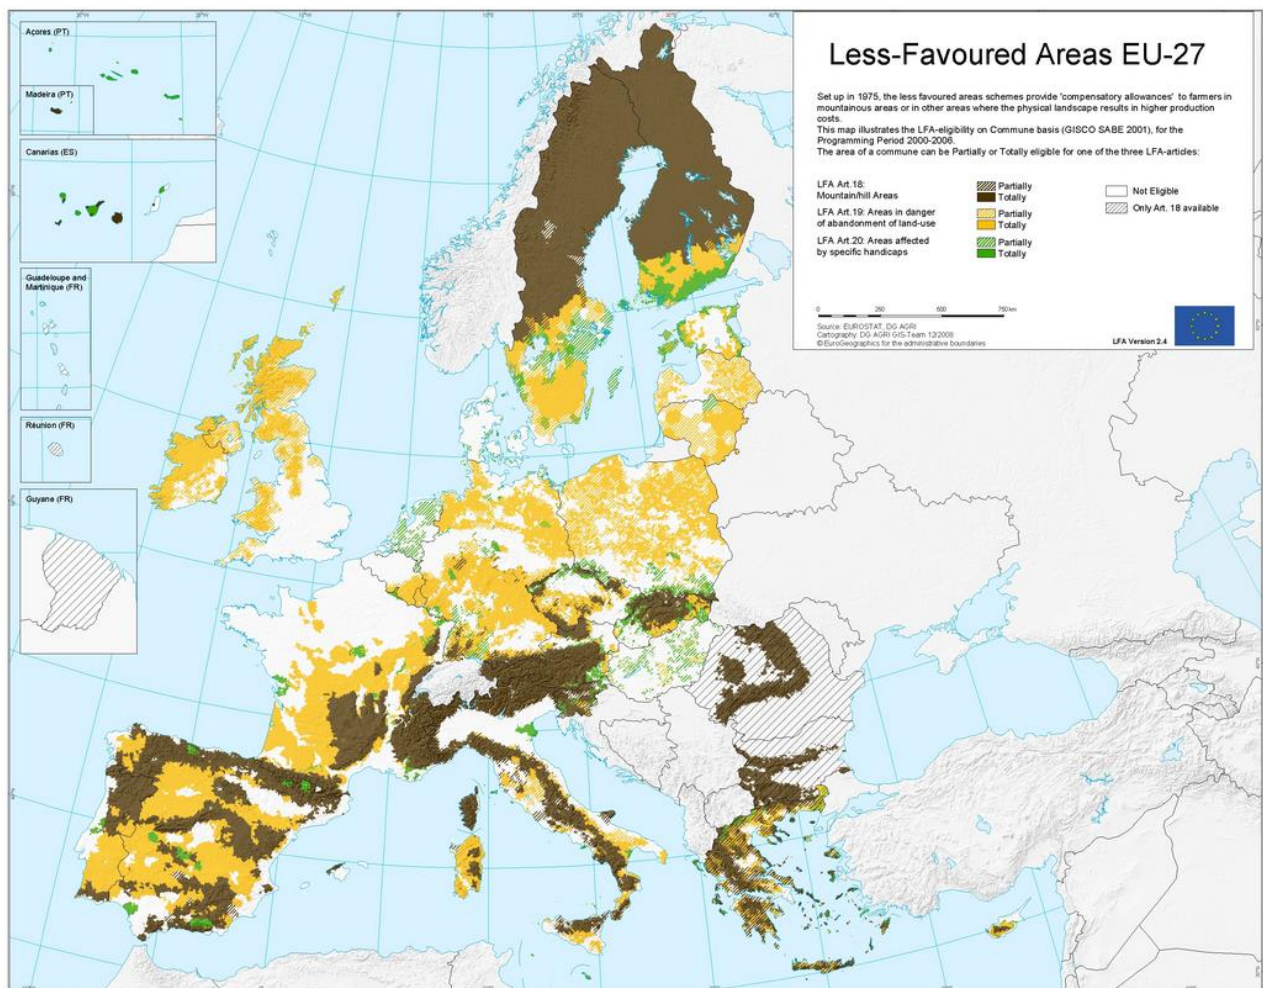 Less-Favoured Areas EU-27
Set up in 1975, the less favoured areas schemes provide 'compensatory allowances' to farmers in
mountainous areas or in other areas where the physical landscape results in higher production
costs.
This map illustrates the LFA-eligibility on Commune basis (GISCO SABE 2001), for the
Programming Period 2000-2006.
The area of a commune can be Partially or Totally eligible for one of the three LFA-articles:
LFA Art.18:
Mountain/hill Areas
Partially
Totally
LFA Art.19: Areas in danger
of abandonment of land-use
Partially
Totally
LFA Art.20: Areas affected
by specific handicaps
Partially
Totally
Not Eligible
Only Art. 18 available
0 250 500 750 km
Source: EUROSTAT, DG AGRI
Cartography: DG AGRI GIS-Team 12/2008
© EuroGeographics for the administrative boundaries
LFA Version 2.4
Açores (PT)
Madeira (PT)
Canarias (ES)
Guadeloupe and
Martinique (FR)
Réunion (FR)
Guyane (FR)